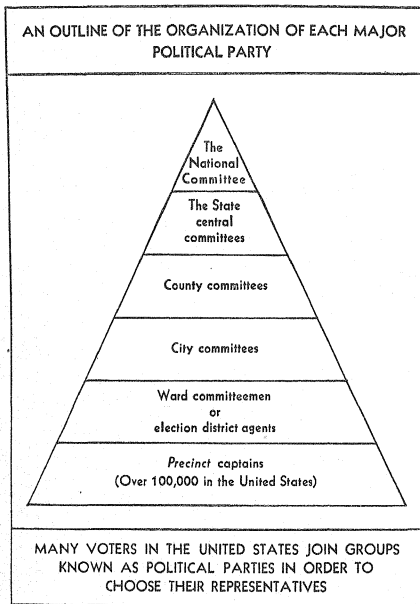 AN OUTLINE OF THE ORGANIZATION OF EACH MAJOR
POLITICAL PARTY
The
National
Committee
The State
central
committees
County committees
City committees
Ward committeemen
or
election district agents
Precinct captains
(Over 100,000 in the United States)
MANY VOTERS IN THE UNITED STATES JOIN GROUPS
KNOWN AS POLITICAL PARTIES IN ORDER TO
CHOOSE THEIR REPRESENTATIVES